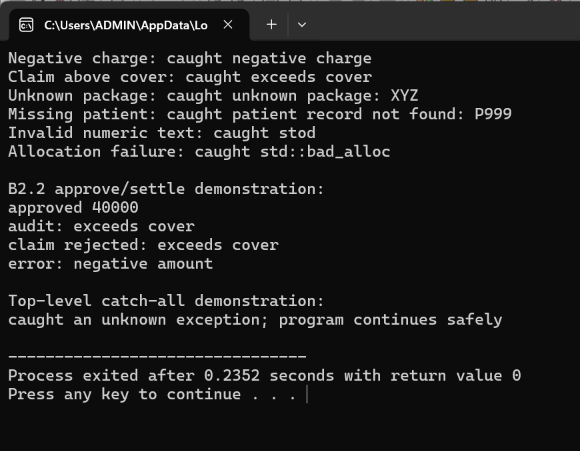 C:\Users\ADMIN\AppData\Lo
Negative charge: caught negative charge
Claim above cover: caught exceeds cover
Unknown package: caught unknown package: XYZ
Missing patient: caught patient record not found: P999
Invalid numeric text: caught stod
Allocation failure: caught std::bad_alloc
B2.2 approve/settle demonstration:
approved 40000
audit: exceeds cover
claim rejected: exceeds cover
error: negative amount
Top-level catch-all demonstration:
caught an unknown exception; program continues safely
--------------------------------
Process exited after 0.2352 seconds with return value 0
Press any key to continue . . .